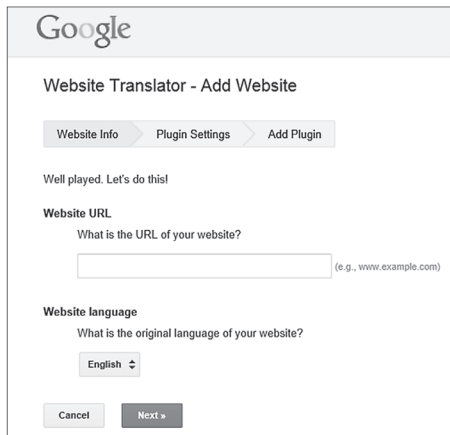 Google
Website Translator - Add Website
Website Info Plugin Settings Add Plugin
Well played. Let's do this!
Website URL
What is the URL of your website?
(e.g., www.example.com)
Website language
What is the original language of your website?
English
Cancel Next »